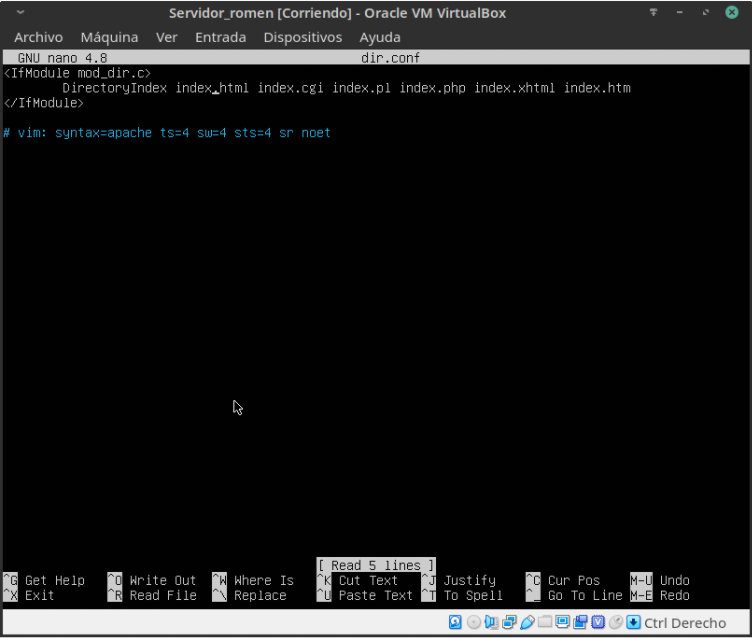 Servidor_romen [Corriendo] - Oracle VM VirtualBox
Archivo Máquina Ver Entrada Dispositivos Ayuda
GNU nano 4.8 dir.conf
<IfModule mod_dir.c>
DirectoryIndex index.html index.cgi index.pl index.php index.xhtml index.htm
</IfModule>
# vim: syntax=apache ts=4 sw=4 sts=4 sr noet
[ Read 5 lines ]
^G Get Help ^O Write Out ^W Where Is ^K Cut Text ^J Justify ^C Cur Pos M-U Undo
^X Exit ^R Read File ^\ Replace ^U Paste Text ^T To Spell ^_ Go To Line M-E Redo
Ctrl Derecho